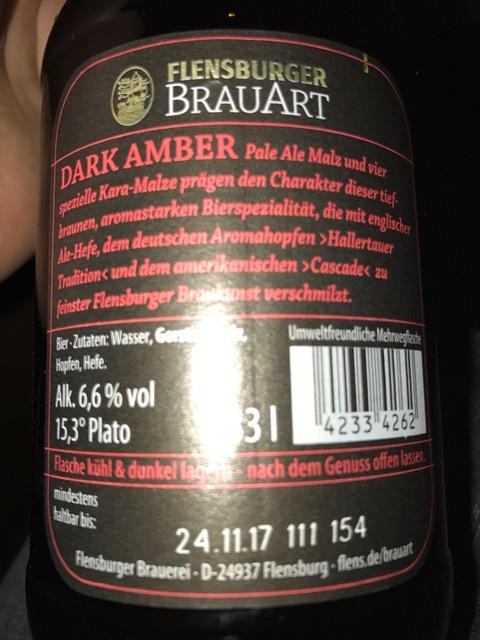 FLENSBURGER
BRAUART
DARK AMBER Pale Ale Malz und vier
spezielle Kara-Malze prägen den Charakter dieser tief-
braunen, aromastarken Bierspezialität, die mit englischer
Ale-Hefe, dem deutschen Aromahopfen ›Hallertauer
Tradition‹ und dem amerikanischen ›Cascade‹ zu
feinster Flensburger Braukunst verschmilzt.
Bier - Zutaten: Wasser,
Hopfen, Hefe.
Alk. 6,6 % vol
15,3° Plato
3 l
Umweltfreundliche Mehrwegflasche
4233 4262
Flasche kühl & dunkel lagern - nach dem Genuss offen lassen.
mindestens
haltbar bis:
24.11.17 111 154
Flensburger Brauerei · D-24937 Flensburg · flens.de/brauart